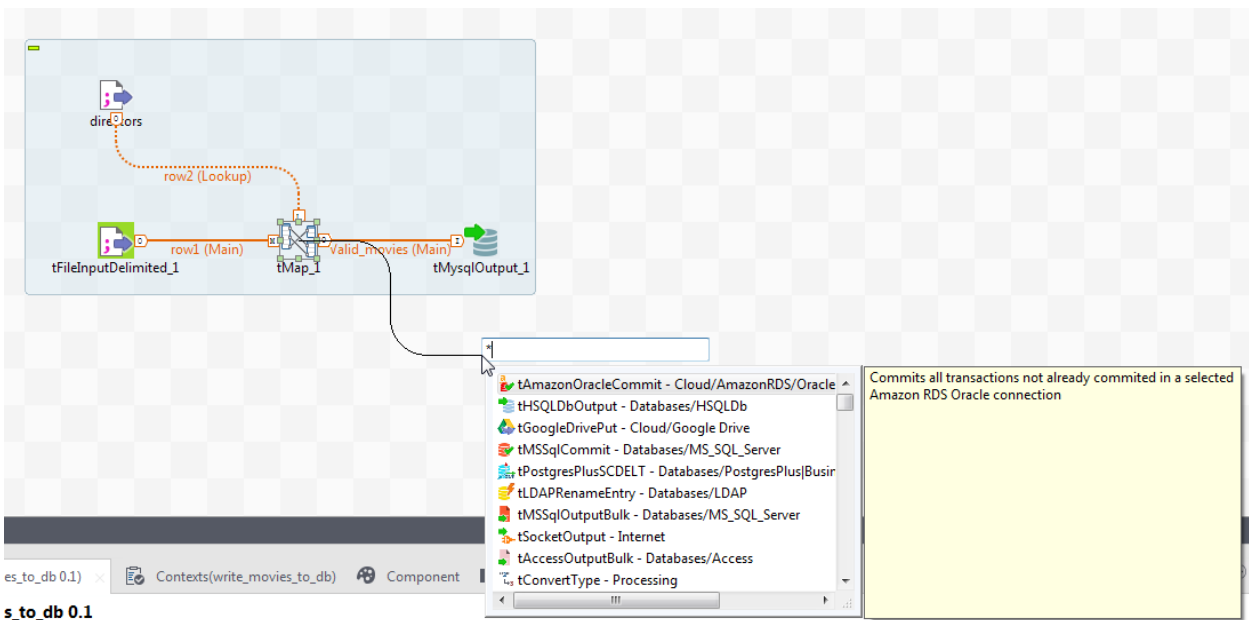 directors
row2 (Lookup)
row1 (Main)
Valid_movies (Main)
tFileInputDelimited_1
tMap_1
tMysqlOutput_1
*
tAmazonOracleCommit - Cloud/AmazonRDS/Oracle
tHSQLDbOutput - Databases/HSQLDb
tGoogleDrivePut - Cloud/Google Drive
tMSSqlCommit - Databases/MS_SQL_Server
tPostgresPlusSCDELT - Databases/PostgresPlus|Busir
tLDAPRenameEntry - Databases/LDAP
tMSSqlOutputBulk - Databases/MS_SQL_Server
tSocketOutput - Internet
tAccessOutputBulk - Databases/Access
tConvertType - Processing
Commits all transactions not already commited in a selected
Amazon RDS Oracle connection
es_to_db 0.1)
Contexts(write_movies_to_db)
Component
s_to_db 0.1